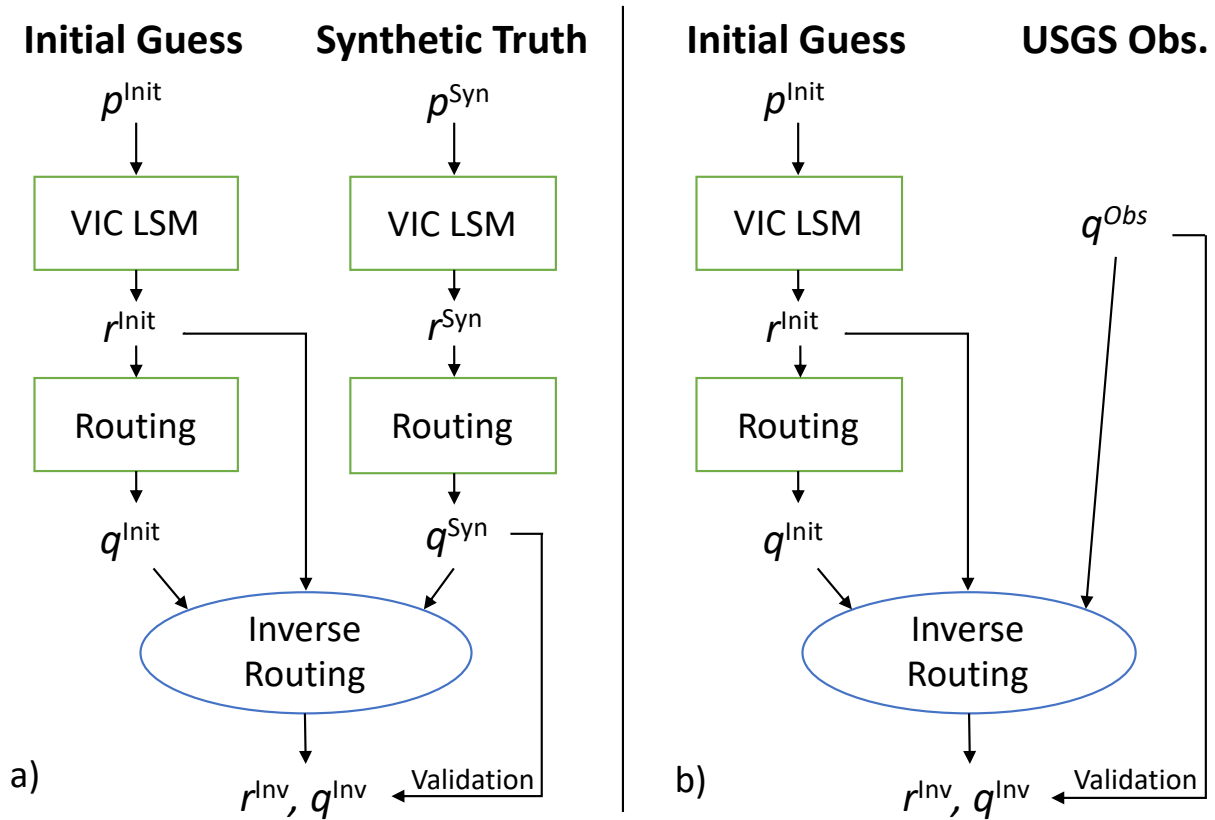 Initial Guess
Synthetic Truth
p^Init
p^Syn
VIC LSM
VIC LSM
r^Init
r^Syn
Routing
Routing
q^Init
q^Syn
Inverse
Routing
Validation
a)
r^Inv, q^Inv
Initial Guess
USGS Obs.
p^Init
VIC LSM
q^Obs
r^Init
Routing
q^Init
Inverse
Routing
Validation
b)
r^Inv, q^Inv